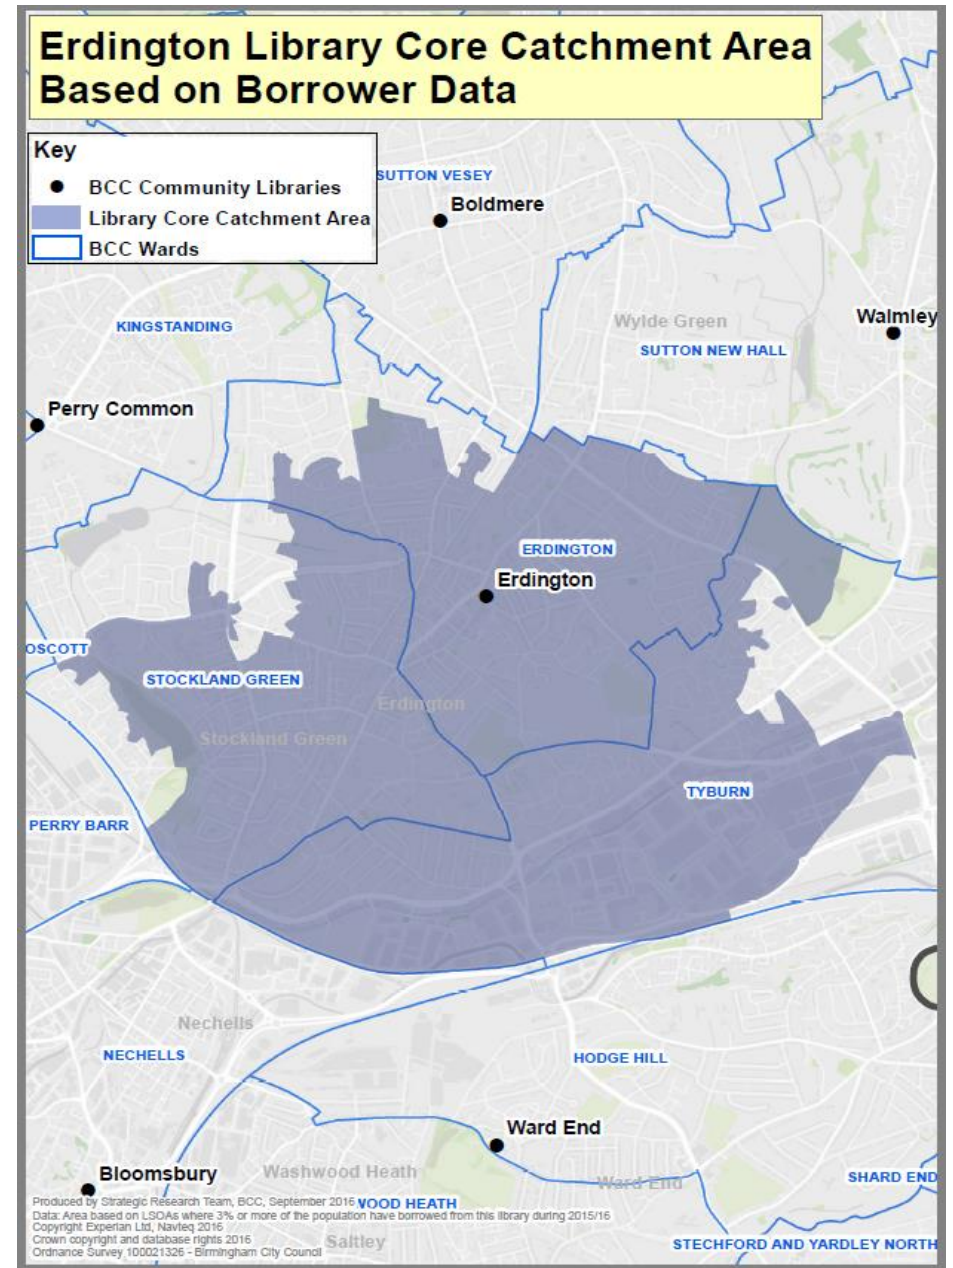 Erdington Library Core Catchment Area
Based on Borrower Data
Key
BCC Community Libraries
Library Core Catchment Area
BCC Wards
SUTTON VESEY
Boldmere
Walmley
Wylde Green
KINGSTANDING
SUTTON NEW HALL
Perry Common
ERDINGTON
Erdington
OSCOTT
STOCKLAND GREEN
Erdington
Stockland Green
TYBURN
PERRY BARR
Nechells
NECHELLS
HODGE HILL
Ward End
Bloomsbury
Washwood Heath
Ward End
SHARD END
WOOD HEATH
Saltley
STECHFORD AND YARDLEY NORTH
Produced by Strategic Research Team, BCC, September 2016
Data: Area based on LSOAs where 3% or more of the population have borrowed from this library during 2015/16
Copyright Experian Ltd, Navteq 2016
Crown copyright and database rights 2016
Ordnance Survey 100021326 - Birmingham City Council